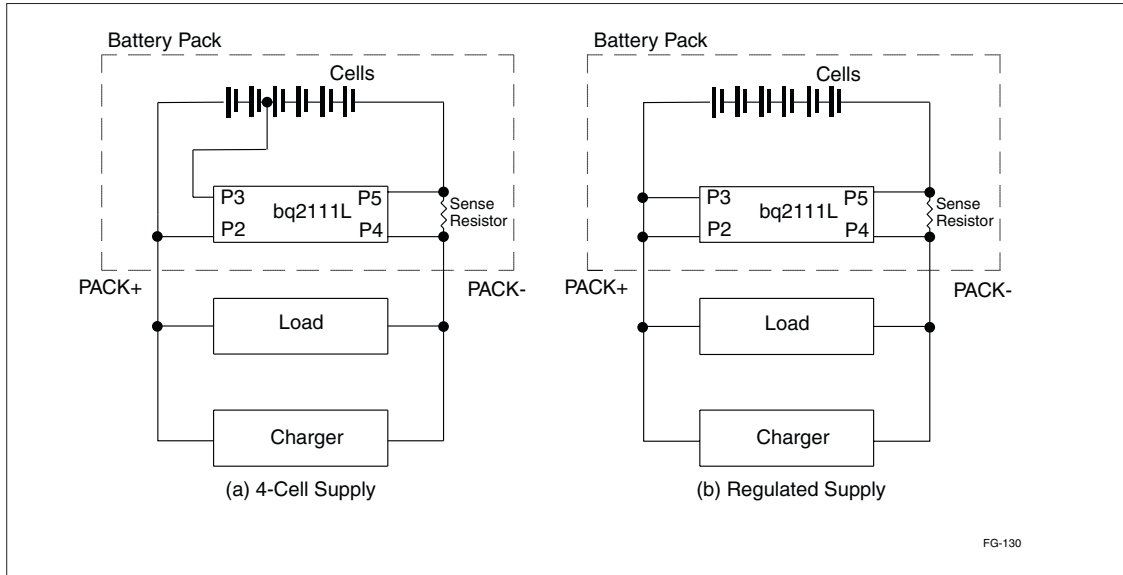 Battery Pack
Cells
P3
P5
bq2111L
P2
P4
Sense
Resistor
PACK+
PACK-
Load
Charger
(a) 4-Cell Supply
Battery Pack
Cells
P3
P5
bq2111L
P2
P4
Sense
Resistor
PACK+
PACK-
Load
Charger
(b) Regulated Supply
FG-130